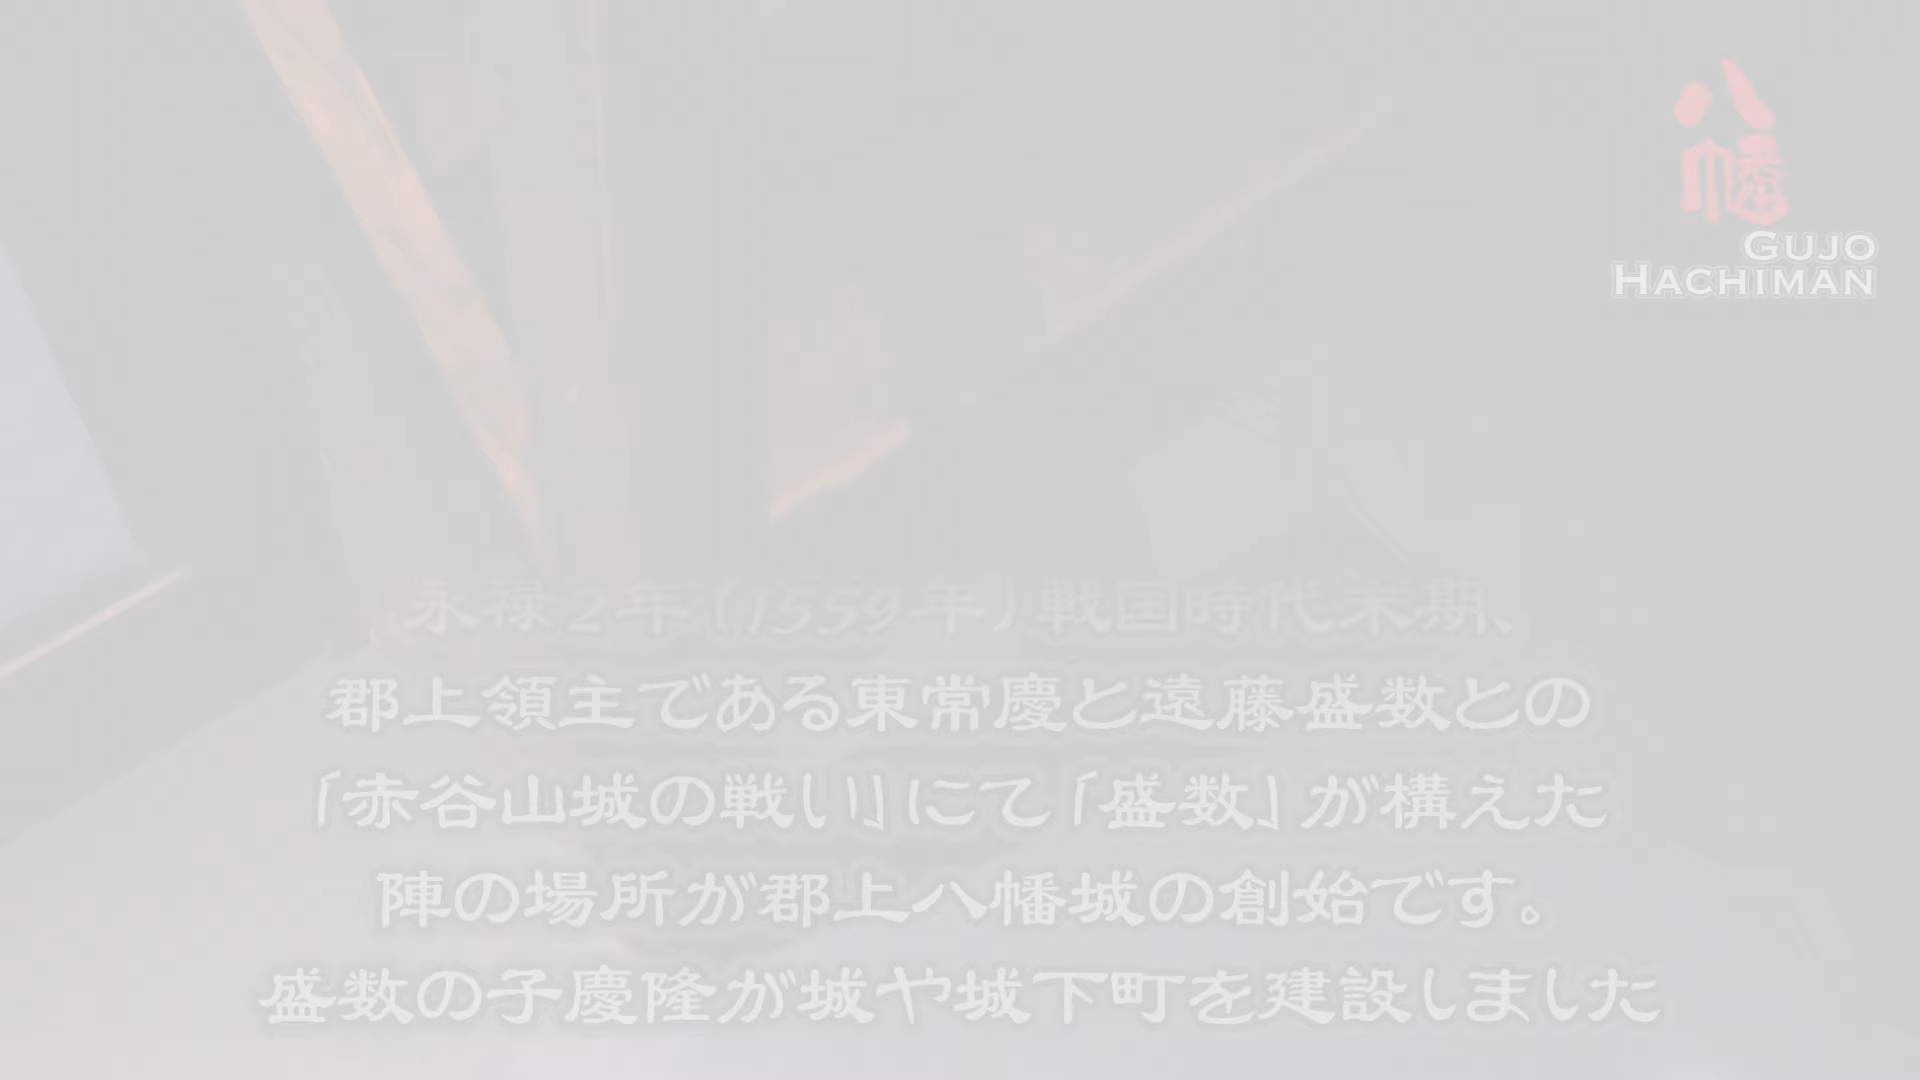 八幡
GUJO
HACHIMAN
永禄2年(1559年)戦国時代末期、
郡上領主である東常慶と遠藤盛数との
「赤谷山城の戦い」にて「盛数」が構えた
陣の場所が郡上八幡城の創始です。
盛数の子慶隆が城や城下町を建設しました